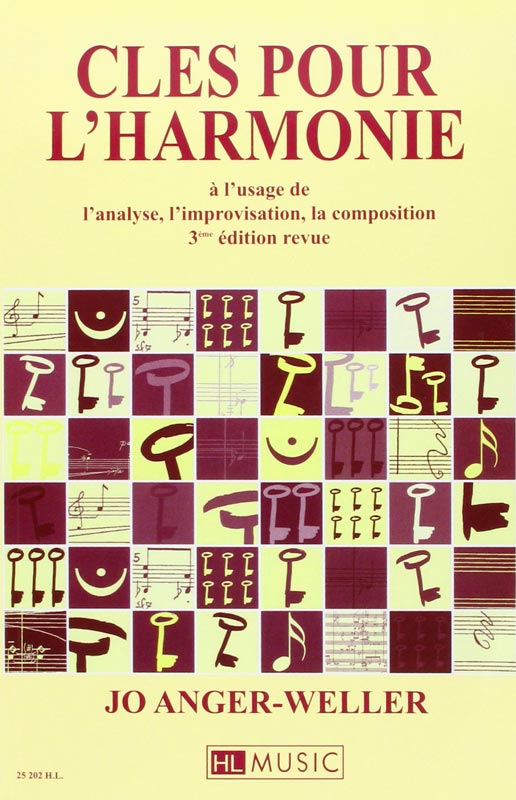 CLES POUR
L'HARMONIE
à l'usage de
l'analyse, l'improvisation, la composition
3ème édition revue
JO ANGER-WELLER
HL MUSIC
25 202 H.L.